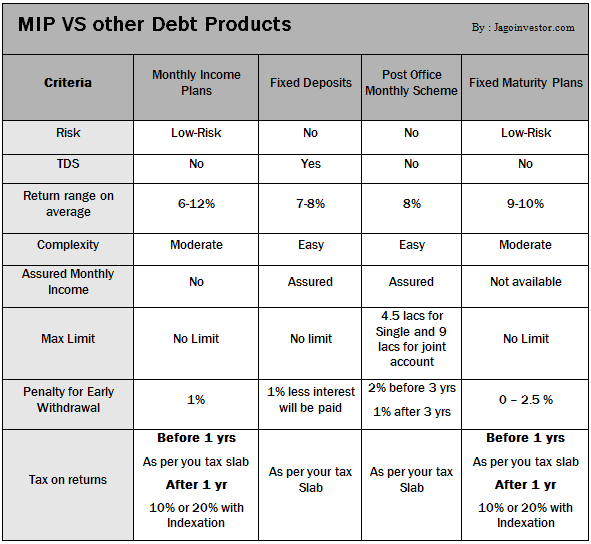 MIP VS other Debt Products
By : Jagoinvestor.com
Criteria
Monthly Income
Plans
Fixed Deposits
Post Office
Monthly Scheme
Fixed Maturity Plans
Risk
Low-Risk
No
No
Low-Risk
TDS
No
Yes
No
No
Return range on
average
6-12%
7-8%
8%
9-10%
Complexity
Moderate
Easy
Easy
Moderate
Assured Monthly
Income
No
Assured
Assured
Not available
Max Limit
No Limit
No limit
4.5 lacs for
Single and 9
lacs for joint
account
No Limit
Penalty for Early
Withdrawal
1%
1% less interest
will be paid
2% before 3 yrs
1% after 3 yrs
0 – 2.5 %
Tax on returns
Before 1 yrs
As per you tax slab
After 1 yr
10% or 20% with
Indexation
As per your tax
Slab
As per your tax
Slab
Before 1 yrs
As per you tax slab
After 1 yr
10% or 20% with
Indexation